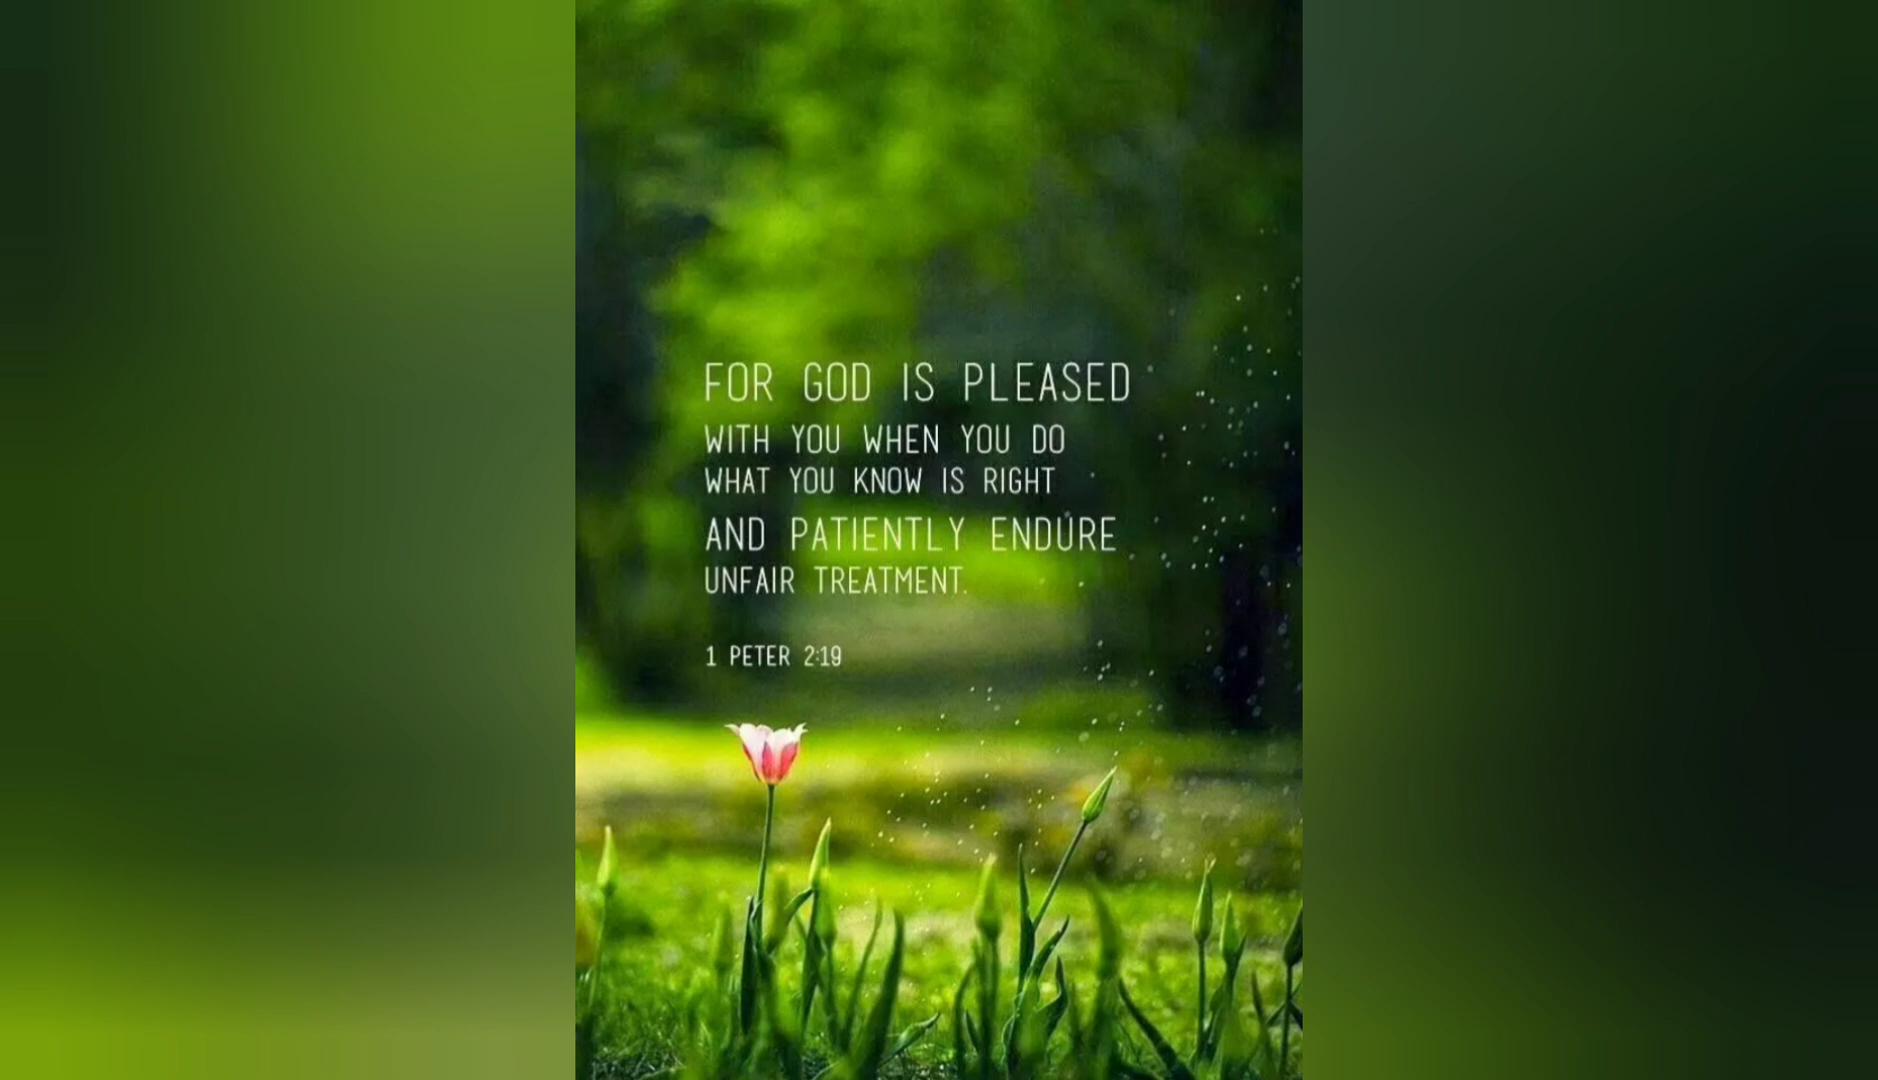 FOR GOD IS PLEASED
WITH YOU WHEN YOU DO
WHAT YOU KNOW IS RIGHT
AND PATIENTLY ENDURE
UNFAIR TREATMENT.
1 PETER 2:19